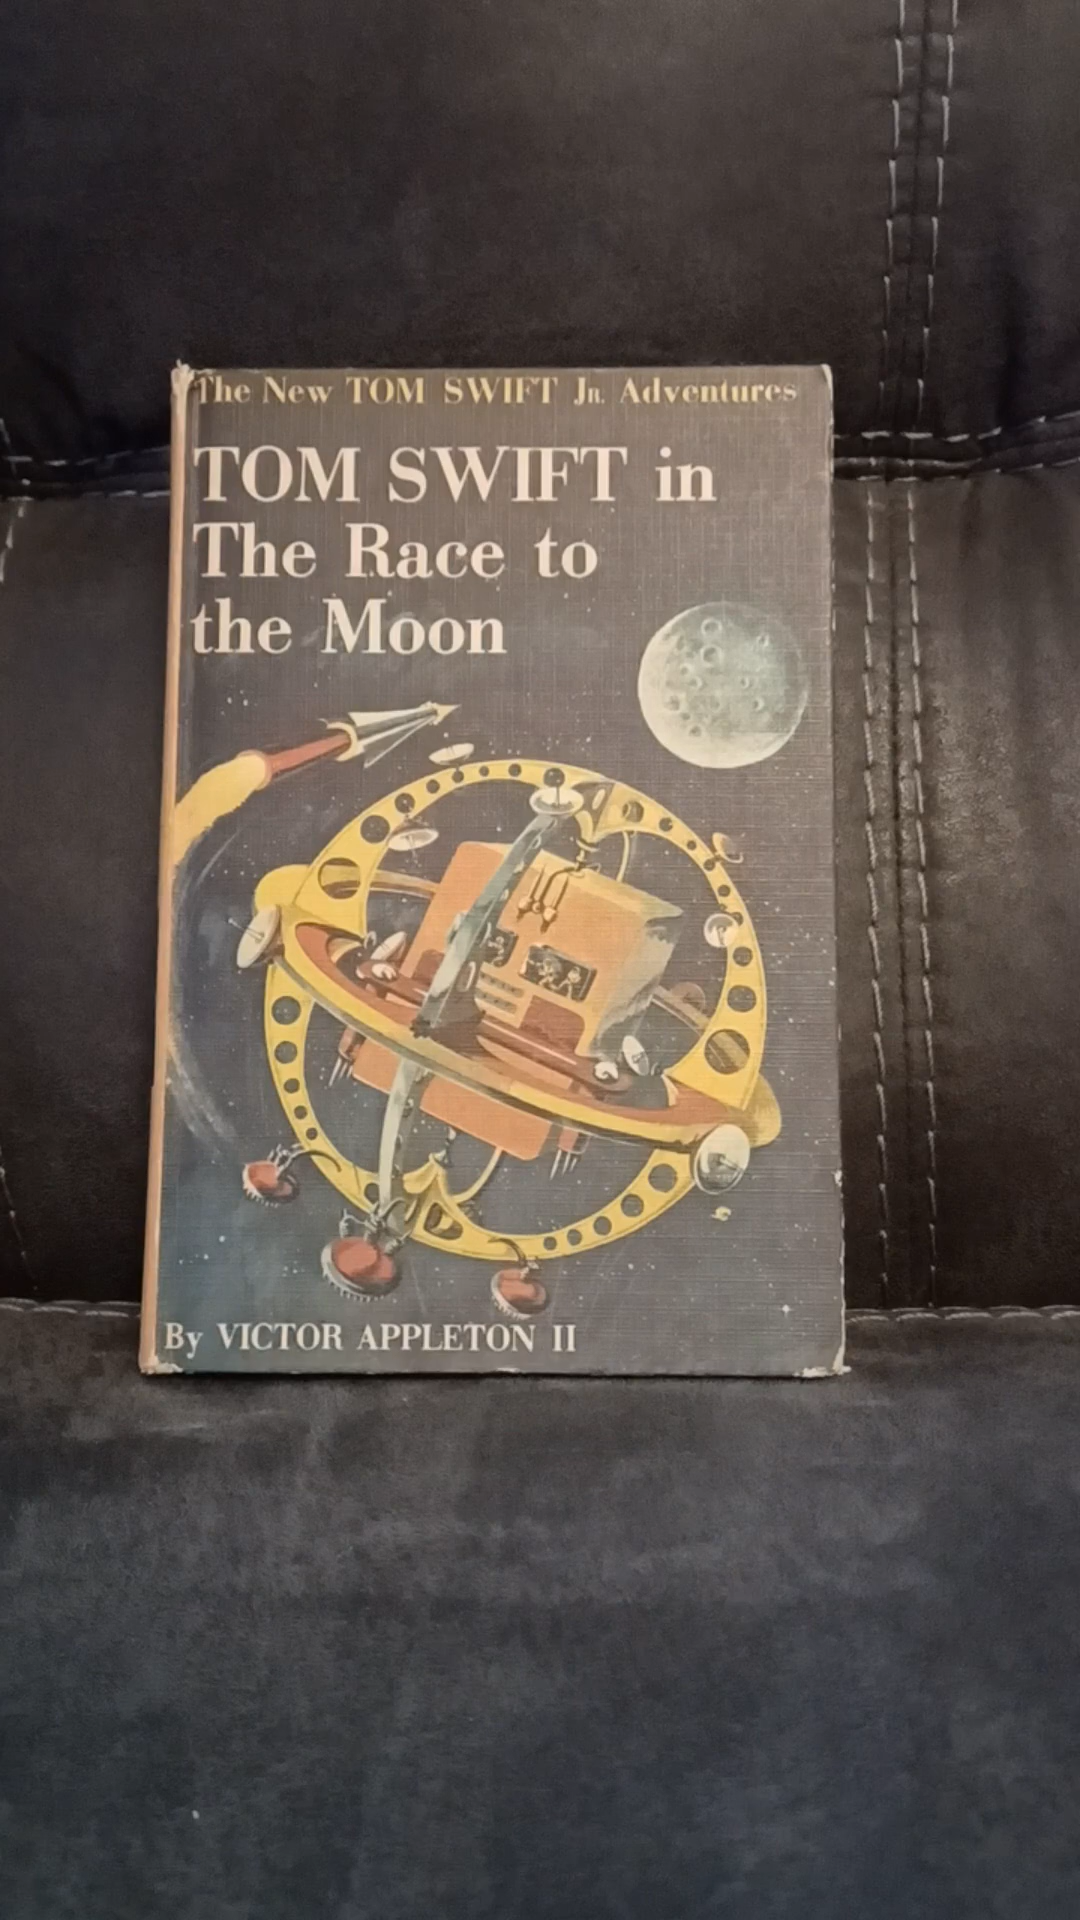 The New TOM SWIFT JR. Adventures
TOM SWIFT in
The Race to
the Moon
By VICTOR APPLETON II